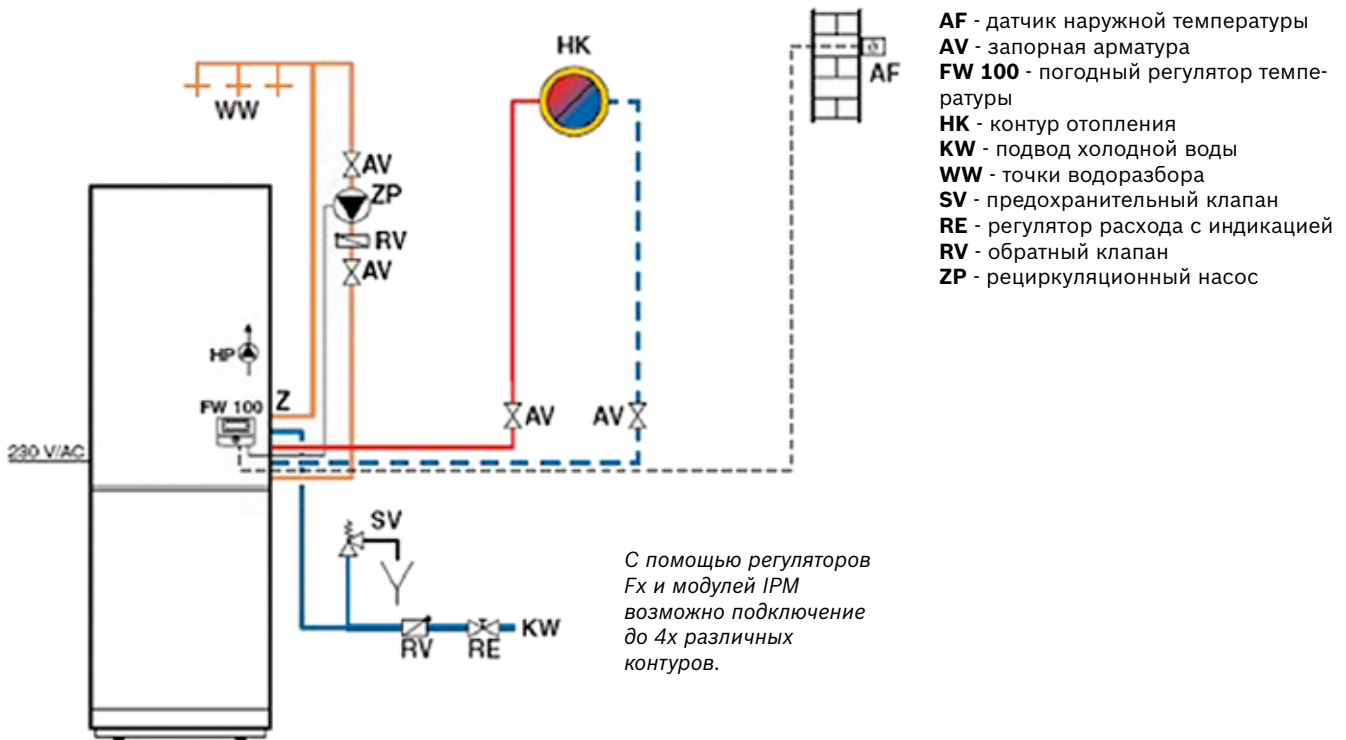 HK
AF
WW
AV
ZP
RV
AV
HP
FW 100
Z
AV
AV
230 V/AC
SV
KW
RV
RE
С помощью регуляторов
Fx и модулей IPM
возможно подключение
до 4х различных
контуров.
AF - датчик наружной температуры
AV - запорная арматура
FW 100 - погодный регулятор темпе-
ратуры
HK - контур отопления
KW - подвод холодной воды
WW - точки водоразбора
SV - предохранительный клапан
RE - регулятор расхода с индикацией
RV - обратный клапан
ZP - рециркуляционный насос